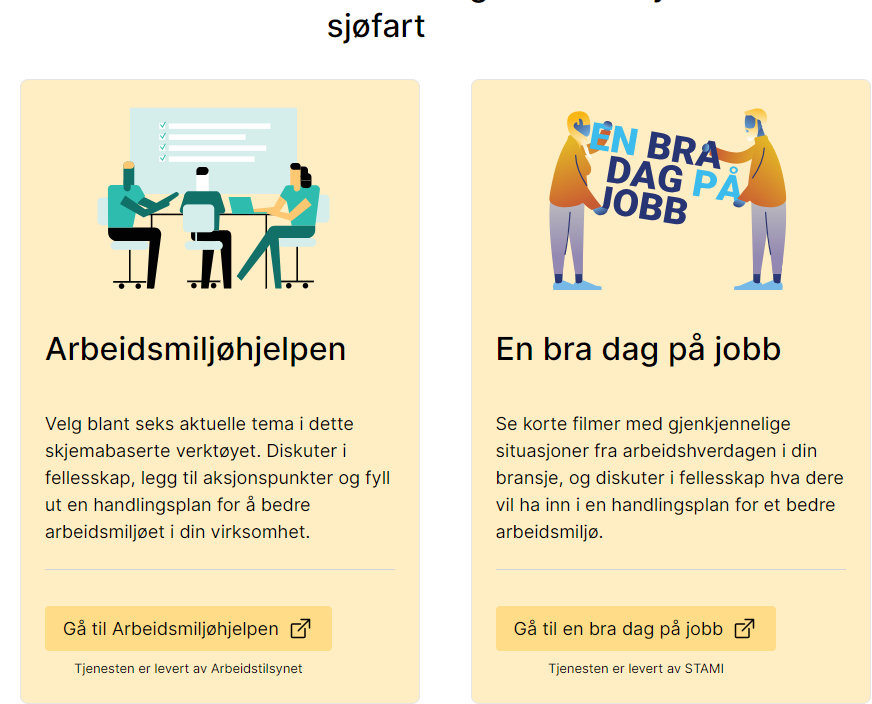 sjøfart
EN BRA
DAG PÅ
JOBB
Arbeidsmiljøhjelpen
Velg blant seks aktuelle tema i dette
skjemabaserte verktøyet. Diskuter i
fellesskap, legg til aksjonspunkter og fyll
ut en handlingsplan for å bedre
arbeidsmiljøet i din virksomhet.
Gå til Arbeidsmiljøhjelpen
Tjenesten er levert av Arbeidstilsynet
En bra dag på jobb
Se korte filmer med gjenkjennelige
situasjoner fra arbeidshverdagen i din
bransje, og diskuter i fellesskap hva dere
vil ha inn i en handlingsplan for et bedre
arbeidsmiljø.
Gå til en bra dag på jobb
Tjenesten er levert av STAMI